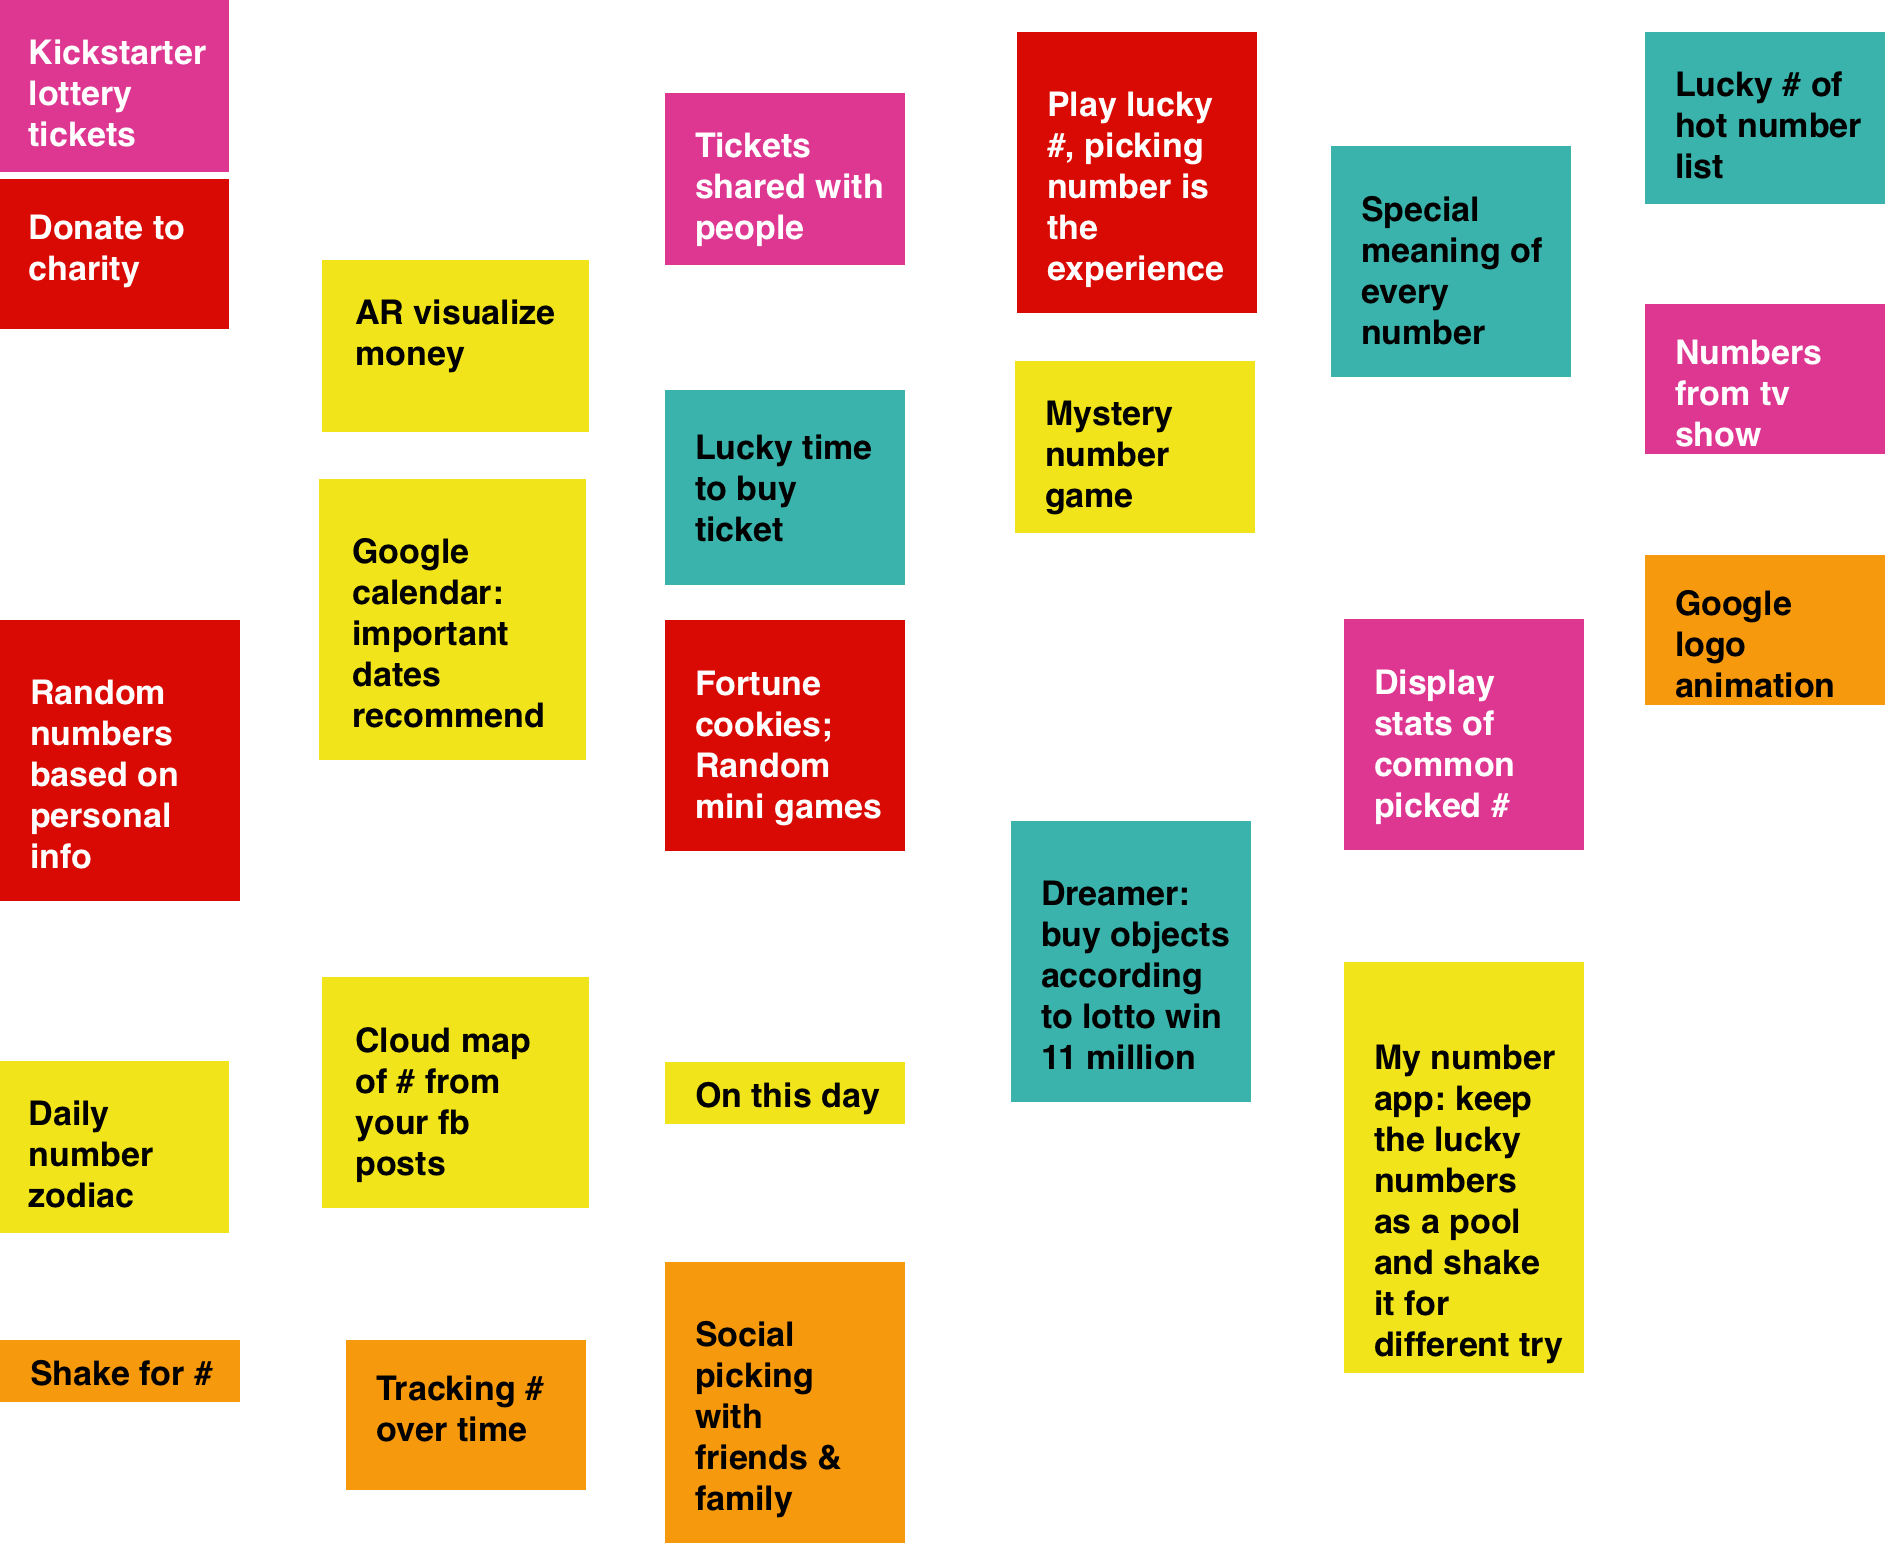 Kickstarter
lottery
tickets
Donate to
charity
Random
numbers
based on
personal
info
Daily
number
zodiac
Shake for #
AR visualize
money
Google
calendar:
important
dates
recommend
Cloud map
of # from
your fb
posts
Tracking #
over time
Tickets
shared with
people
Lucky time
to buy
ticket
Fortune
cookies;
Random
mini games
On this day
Social
picking
with
friends &
family
Play lucky
#, picking
number is
the
experience
Mystery
number
game
Dreamer:
buy objects
according
to lotto win
11 million
Special
meaning of
every
number
Display
stats of
common
picked #
My number
app: keep
the lucky
numbers
as a pool
and shake
it for
different try
Lucky # of
hot number
list
Numbers
from tv
show
Google
logo
animation